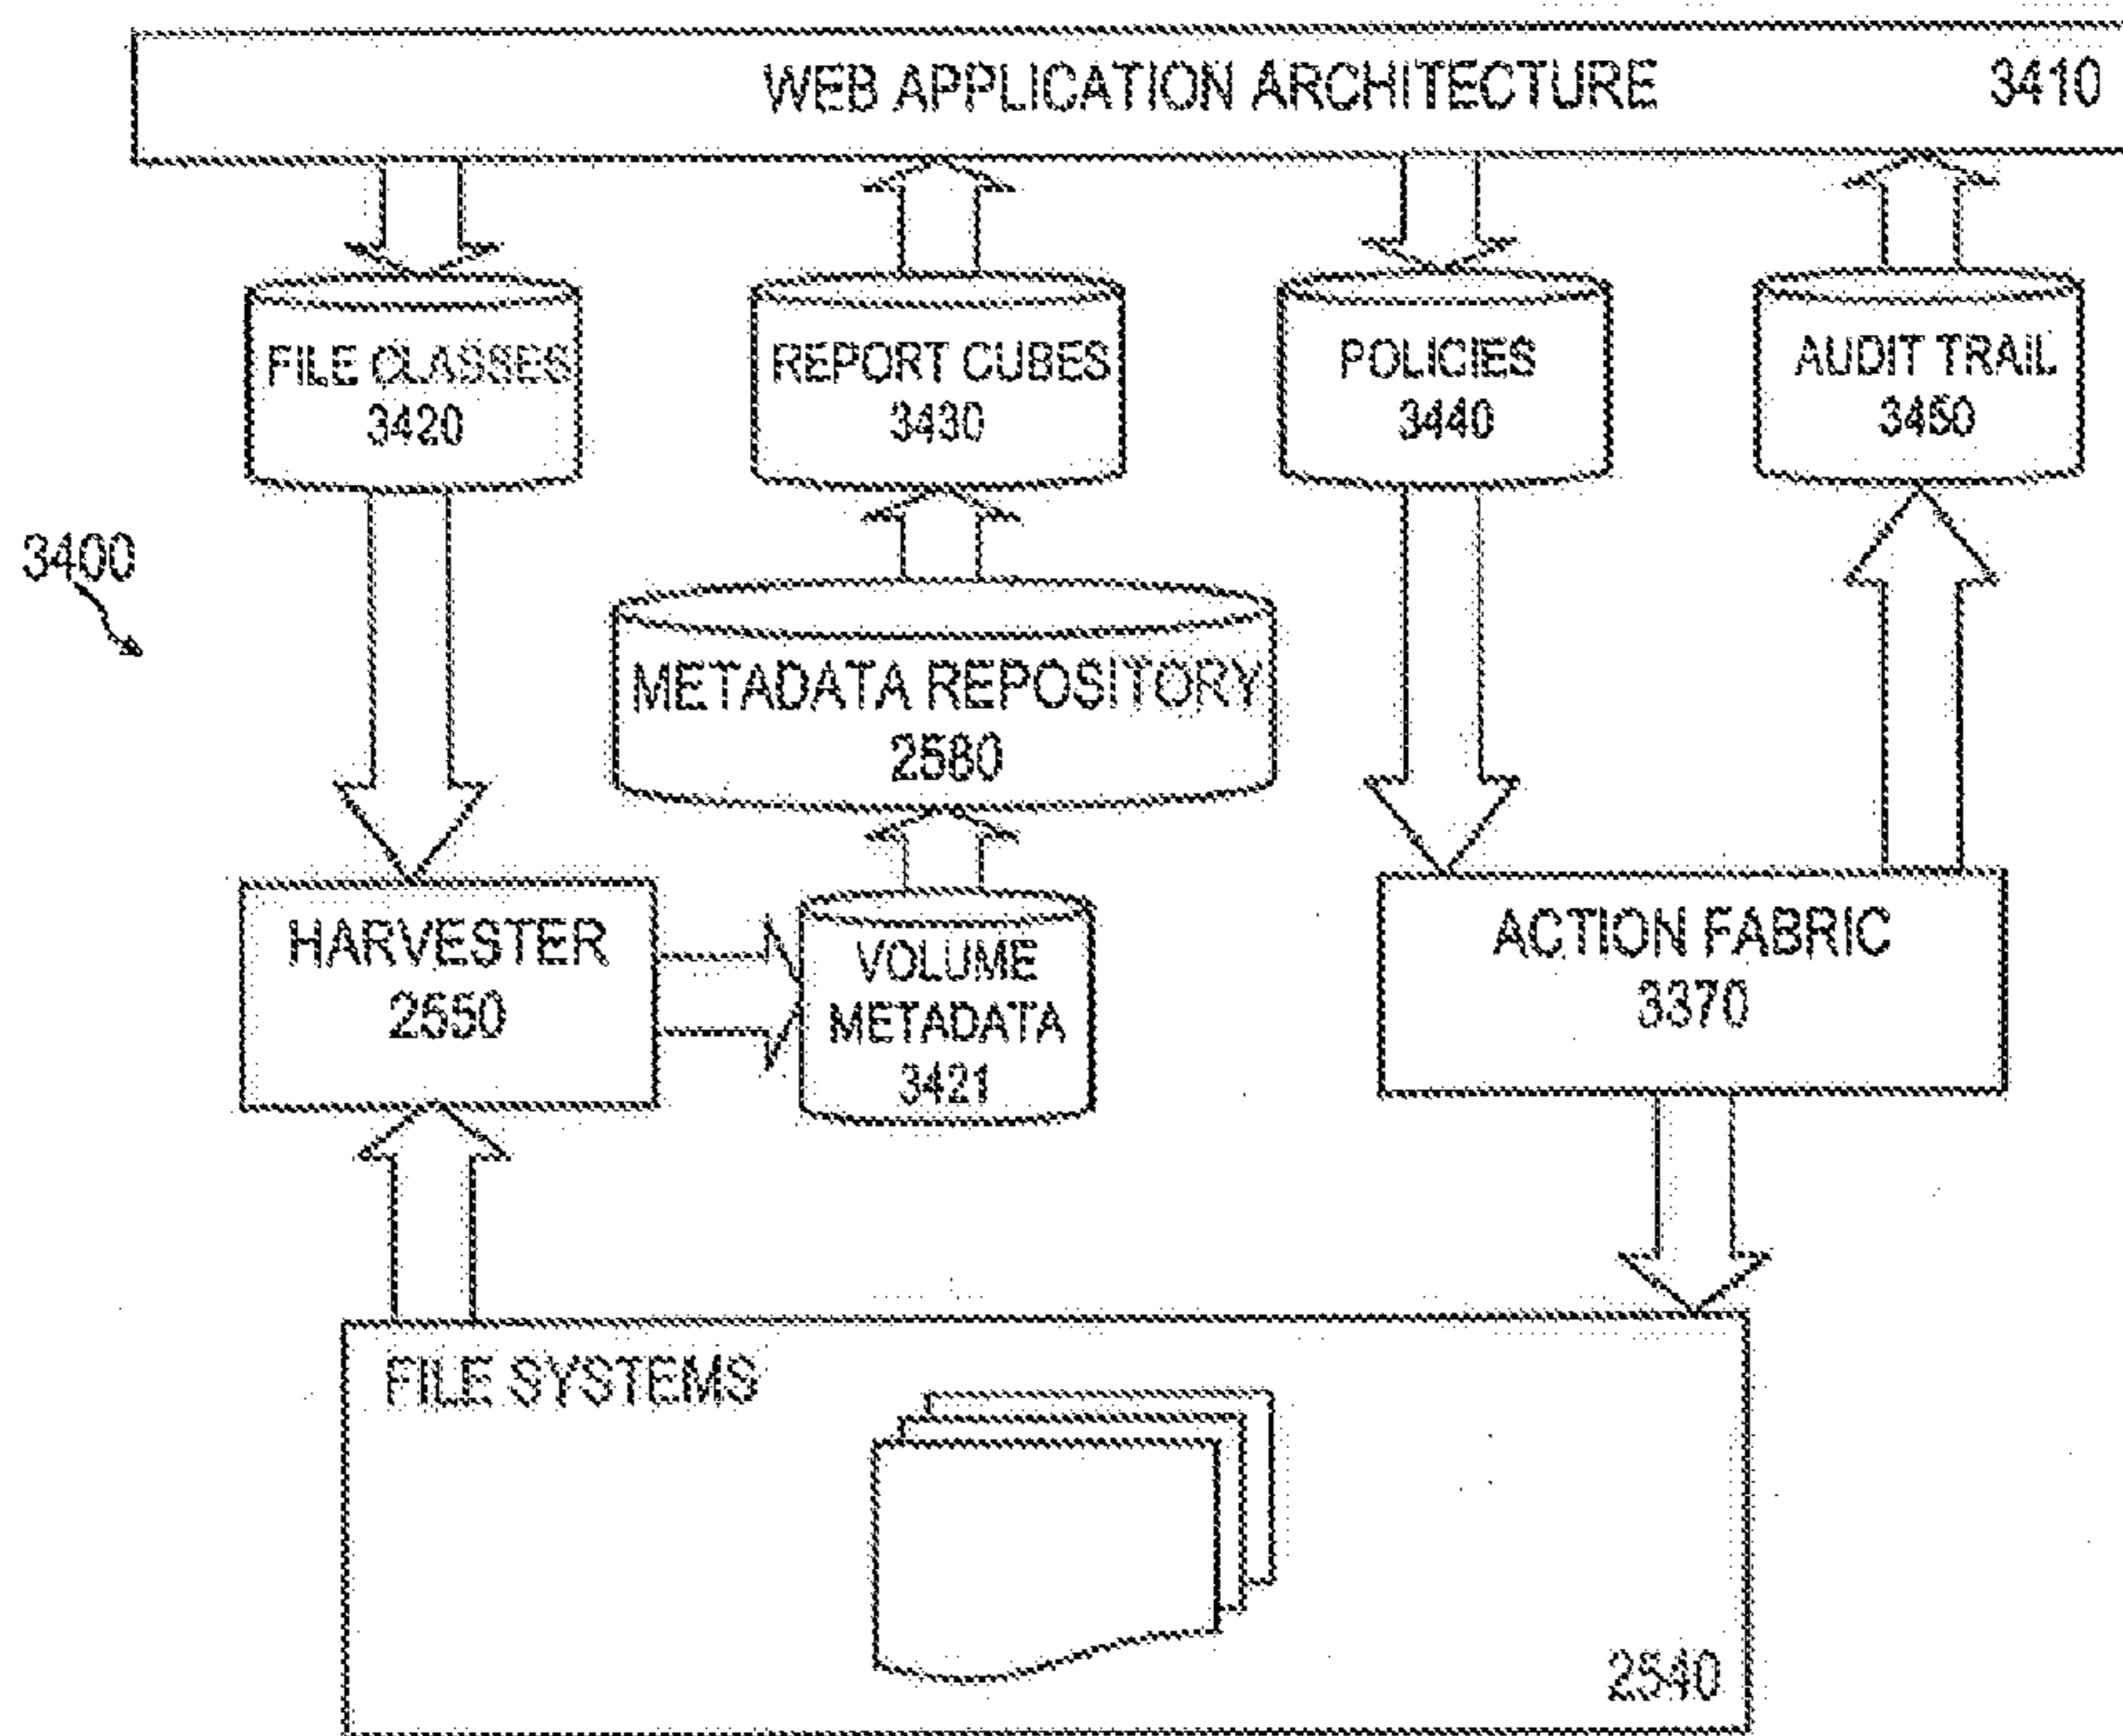 WEB APPLICATION ARCHITECTURE 3410
FILE CLASSES
3420
REPORT CUBES
3430
POLICIES
3440
AUDIT TRAIL
3450
3400
METADATA REPOSITORY
2580
HARVESTER
2550
VOLUME
METADATA
3421
ACTION FABRIC
3370
FILE SYSTEMS
2540